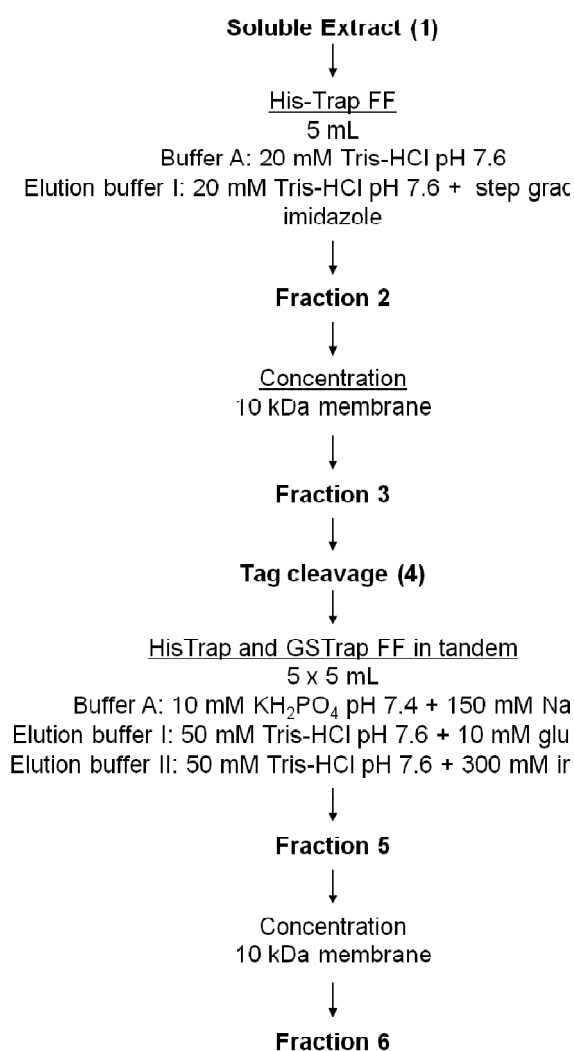 Soluble Extract (1)
His-Trap FF
5 mL
Buffer A: 20 mM Tris-HCl pH 7.6
Elution buffer I: 20 mM Tris-HCl pH 7.6 + step
imidazole
Fraction 2
Concentration
10 kDa membrane
Fraction 3
Tag cleavage (4)
HisTrap and GSTrap FF in tandem
5 x 5 mL
Buffer A: 10 mM KH₂PO₄ pH 7.4 + 150 mM
Elution buffer I: 50 mM Tris-HCl pH 7.6 + 10 mM
Elution buffer II: 50 mM Tris-HCl pH 7.6 + 300 mM
Fraction 5
Concentration
10 kDa membrane
Fraction 6